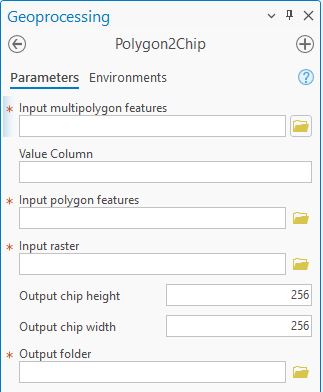 Geoprocessing
Polygon2Chip
Parameters Environments ?
* Input multipolygon features
Value Column
* Input polygon features
* Input raster
Output chip height 256
Output chip width 256
* Output folder